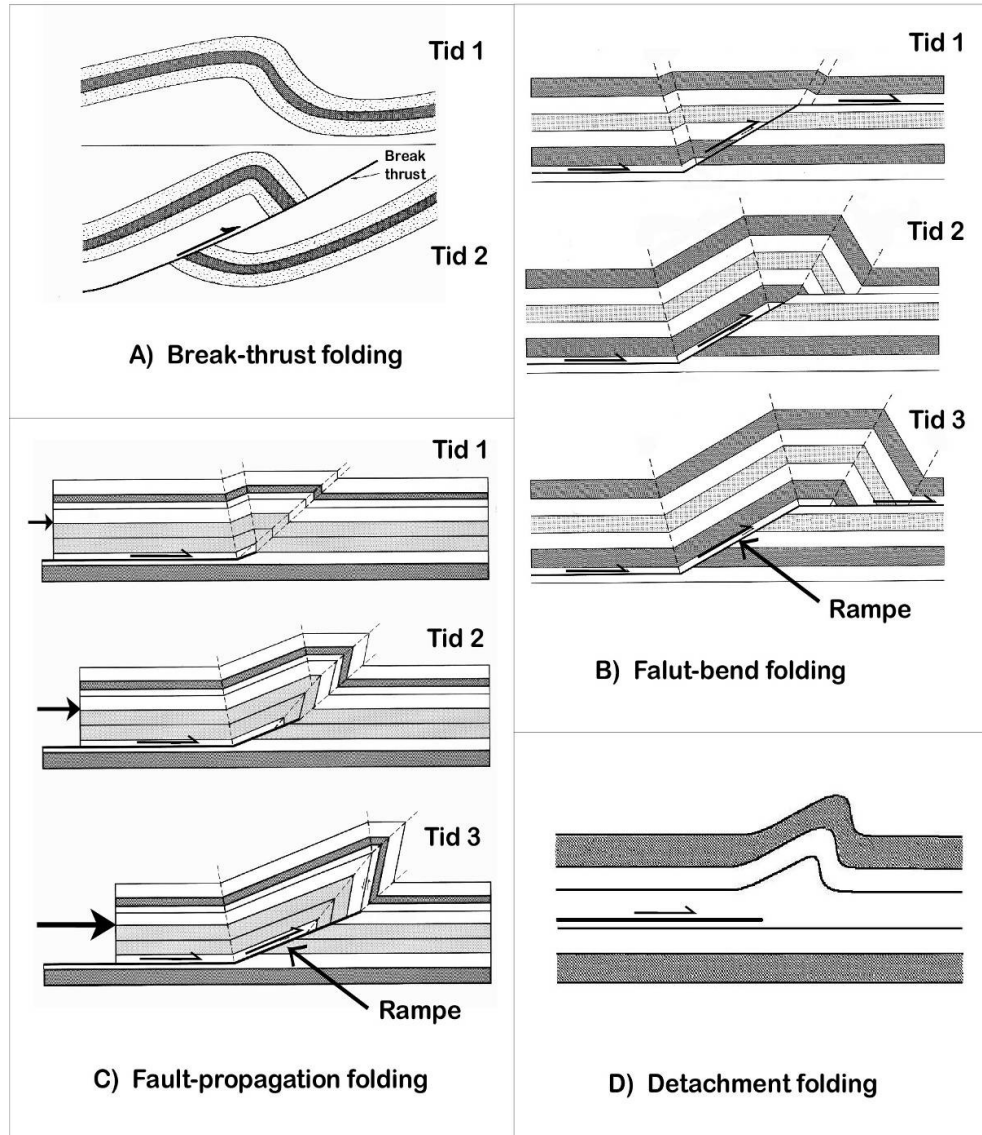 Tid 1
Break
thrust
Tid 2
A) Break-thrust folding
Tid 1
Tid 2
Tid 3
Rampe
B) Falut-bend folding
Tid 1
Tid 2
Tid 3
Rampe
C) Fault-propagation folding
D) Detachment folding